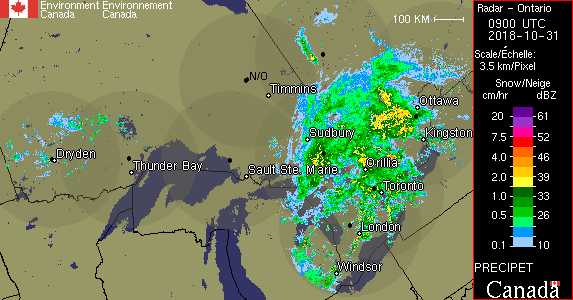 Environment Environnement
Canada Canada
Radar - Ontario
0900 UTC
2018-10-31
Scale/Échelle:
3.5 km/Pixel
Snow/Neige
cm/hr dBZ
20 61
7.5 52
4.0 46
2.0 39
1.0 33
0.5 26
0.1 10
PRECIPET
Canada
100 KM
N/O
Timmins
Ottawa
Sudbury
Kingston
Dryden
Thunder Bay
Sault Ste. Marie
Orillia
Toronto
London
Windsor